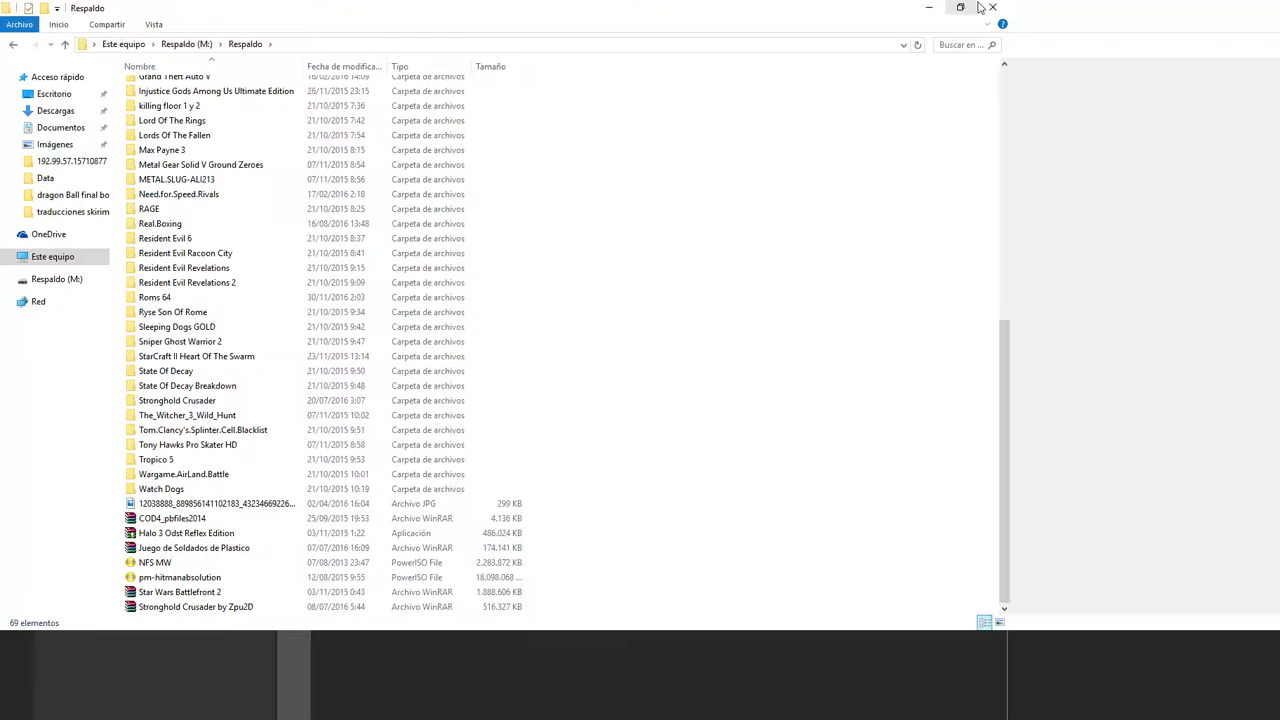 Respaldo
Archivo Inicio Compartir Vista
Este equipo Respaldo (M:) Respaldo Buscar en ...
Nombre Fecha de modifica... Tipo Tamaño
Acceso rápido
Escritorio
Descargas
Documentos
Imágenes
192.99.57.15710877
Data
dragon Ball final bo
traducciones skirim
OneDrive
Este equipo
Respaldo (M:)
Red
Grand Theft Auto V 16/02/2016 14:09 Carpeta de archivos
Injustice Gods Among Us Ultimate Edition 26/11/2015 23:15 Carpeta de archivos
killing floor 1 y 2 21/10/2015 7:36 Carpeta de archivos
Lord Of The Rings 21/10/2015 7:42 Carpeta de archivos
Lords Of The Fallen 21/10/2015 7:54 Carpeta de archivos
Max Payne 3 21/10/2015 8:15 Carpeta de archivos
Metal Gear Solid V Ground Zeroes 07/11/2015 8:54 Carpeta de archivos
METAL.SLUG-ALI213 07/11/2015 8:56 Carpeta de archivos
Need.for.Speed.Rivals 17/02/2016 2:18 Carpeta de archivos
RAGE 21/10/2015 8:25 Carpeta de archivos
Real.Boxing 16/08/2016 13:48 Carpeta de archivos
Resident Evil 6 21/10/2015 8:37 Carpeta de archivos
Resident Evil Racoon City 21/10/2015 8:41 Carpeta de archivos
Resident Evil Revelations 21/10/2015 9:15 Carpeta de archivos
Resident Evil Revelations 2 21/10/2015 9:09 Carpeta de archivos
Roms 64 30/11/2016 2:03 Carpeta de archivos
Ryse Son Of Rome 21/10/2015 9:34 Carpeta de archivos
Sleeping Dogs GOLD 21/10/2015 9:42 Carpeta de archivos
Sniper Ghost Warrior 2 21/10/2015 9:47 Carpeta de archivos
StarCraft II Heart Of The Swarm 23/11/2015 13:14 Carpeta de archivos
State Of Decay 21/10/2015 9:50 Carpeta de archivos
State Of Decay Breakdown 21/10/2015 9:48 Carpeta de archivos
Stronghold Crusader 20/07/2016 3:07 Carpeta de archivos
The_Witcher_3_Wild_Hunt 07/11/2015 10:02 Carpeta de archivos
Tom.Clancy's.Splinter.Cell.Blacklist 21/10/2015 9:51 Carpeta de archivos
Tony Hawks Pro Skater HD 07/11/2015 8:58 Carpeta de archivos
Tropico 5 21/10/2015 9:53 Carpeta de archivos
Wargame.AirLand.Battle 21/10/2015 10:01 Carpeta de archivos
Watch Dogs 21/10/2015 10:19 Carpeta de archivos
12038888_889856141102183_43234669226... 02/04/2016 16:04 Archivo JPG 299 KB
COD4_pbfiles2014 25/09/2015 19:53 Archivo WinRAR 4.136 KB
Halo 3 Odst Reflex Edition 03/11/2015 1:22 Aplicación 486.024 KB
Juego de Soldados de Plastico 07/07/2016 16:09 Archivo WinRAR 174.141 KB
NFS MW 07/08/2013 23:47 PowerISO File 2.283.872 KB
pm-hitmanabsolution 12/08/2015 9:55 PowerISO File 18.098.068 ...
Star Wars Battlefront 2 03/11/2015 0:43 Archivo WinRAR 1.888.606 KB
Stronghold Crusader by Zpu2D 08/07/2016 5:44 Archivo WinRAR 516.327 KB
69 elementos